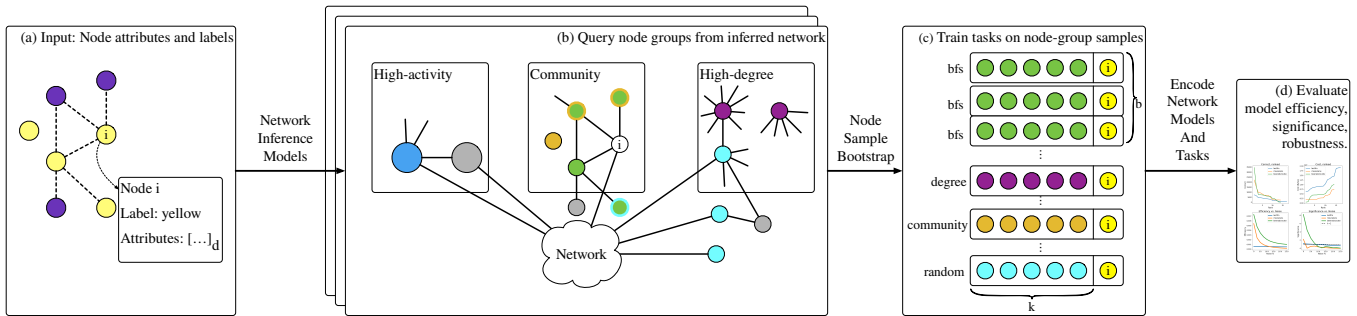 (a) Input: Node attributes and labels
i
Node i
Label: yellow
Attributes: […]d
Network
Inference
Models
(b) Query node groups from inferred network
High-activity
Community
High-degree
i
Network
Node
Sample
Bootstrap
(c) Train tasks on node-group samples
bfs
i
bfs
i
b
bfs
i
⋮
degree
i
community
i
⋮
random
i
k
Encode
Network
Models
And
Tasks
(d) Evaluate
model efficiency,
significance,
robustness.